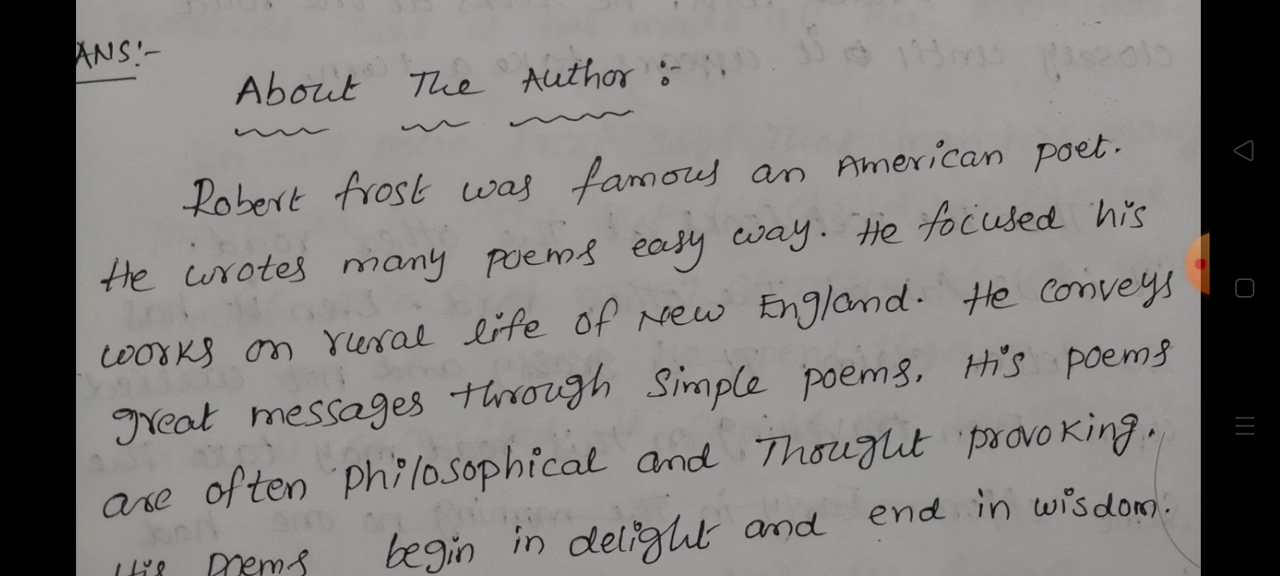 ANS:-
About The Author :-
Robert frost was famous an American poet.
He wrotes many poems easy way. He focused his
works on rural life of New England. He conveys
great messages through Simple poems. His poems
are often philosophical and Thought provoking.
His poems begin in delight and end in wisdom.